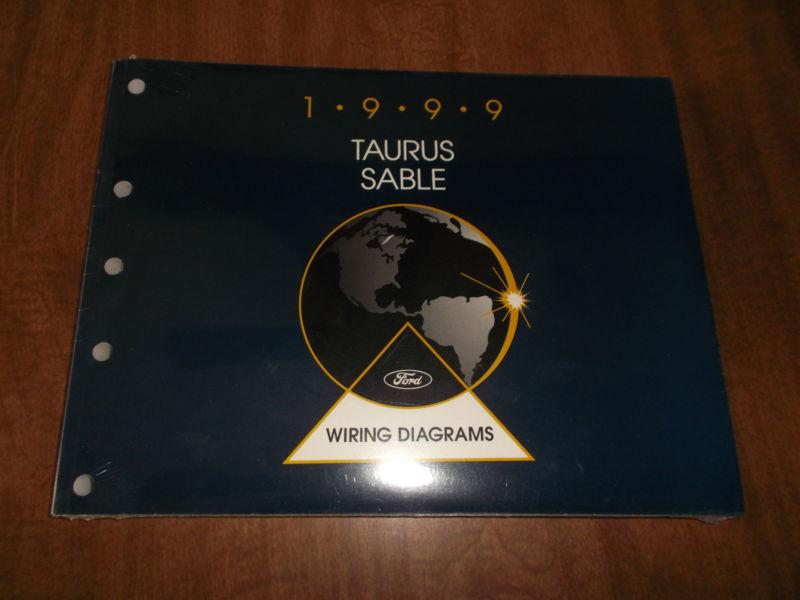 1·9·9·9
TAURUS
SABLE
Ford
WIRING DIAGRAMS